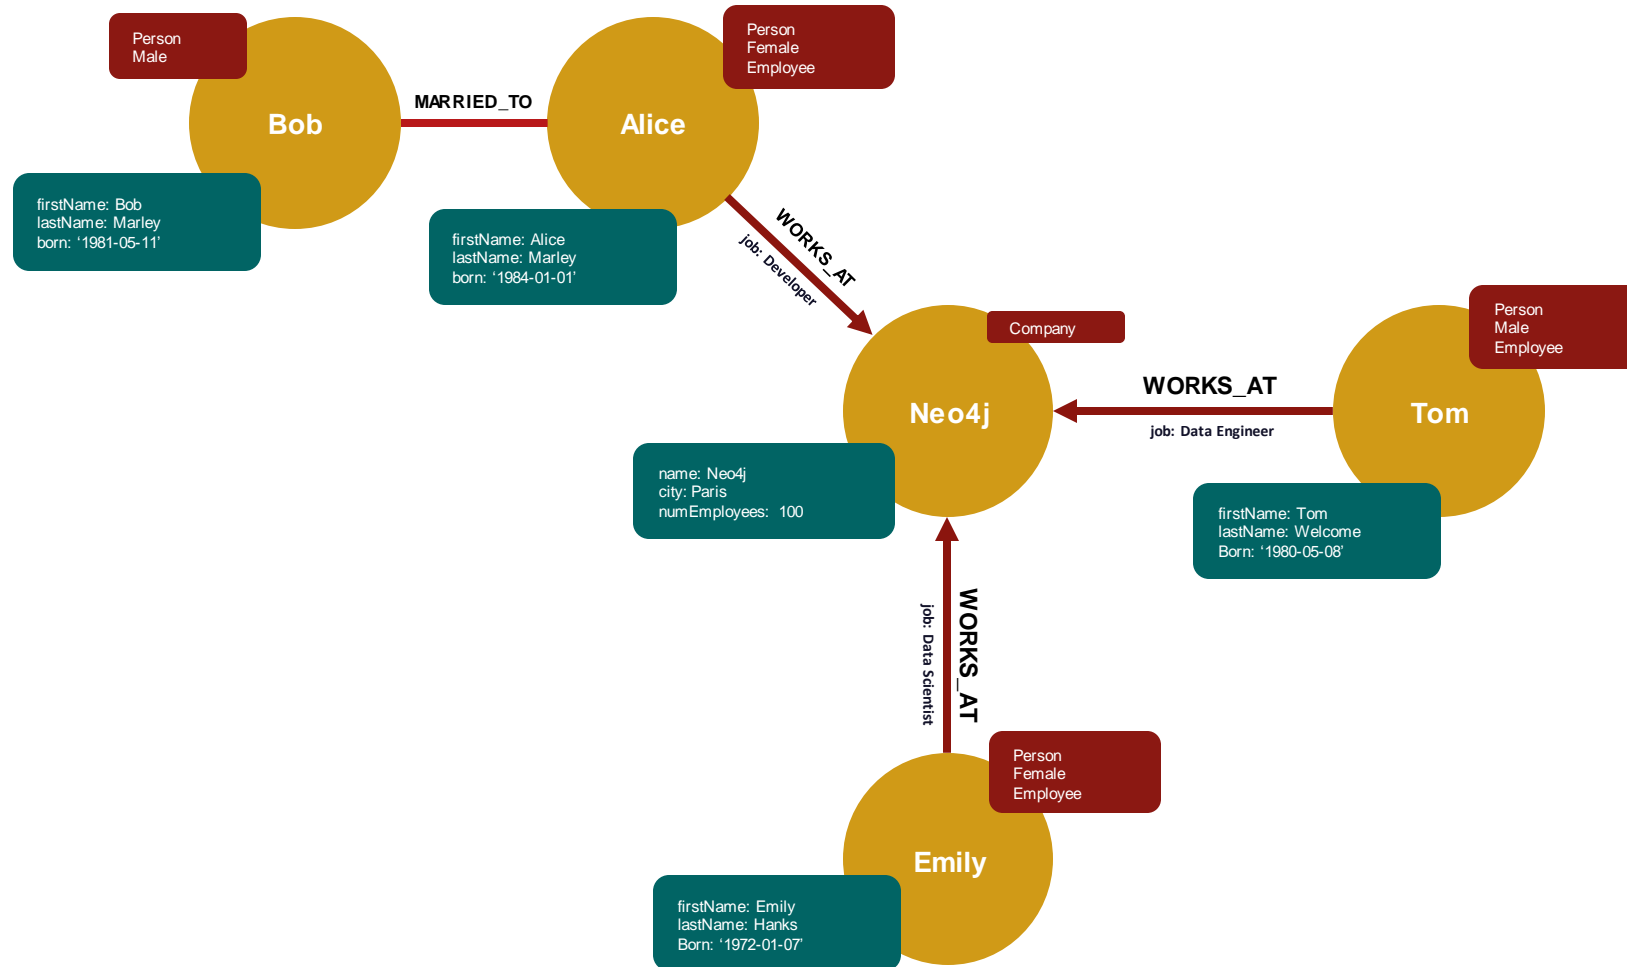 Person
Male
Bob
firstName: Bob
lastName: Marley
born: ‘1981-05-11’
MARRIED_TO
Person
Female
Employee
Alice
firstName: Alice
lastName: Marley
born: ‘1984-01-01’
WORKS_AT
job: Developer
Company
Neo4j
name: Neo4j
city: Paris
numEmployees: 100
WORKS_AT
job: Data Engineer
Person
Male
Employee
Tom
firstName: Tom
lastName: Welcome
Born: ‘1980-05-08’
WORKS_AT
job: Data Scientist
Person
Female
Employee
Emily
firstName: Emily
lastName: Hanks
Born: ‘1972-01-07’